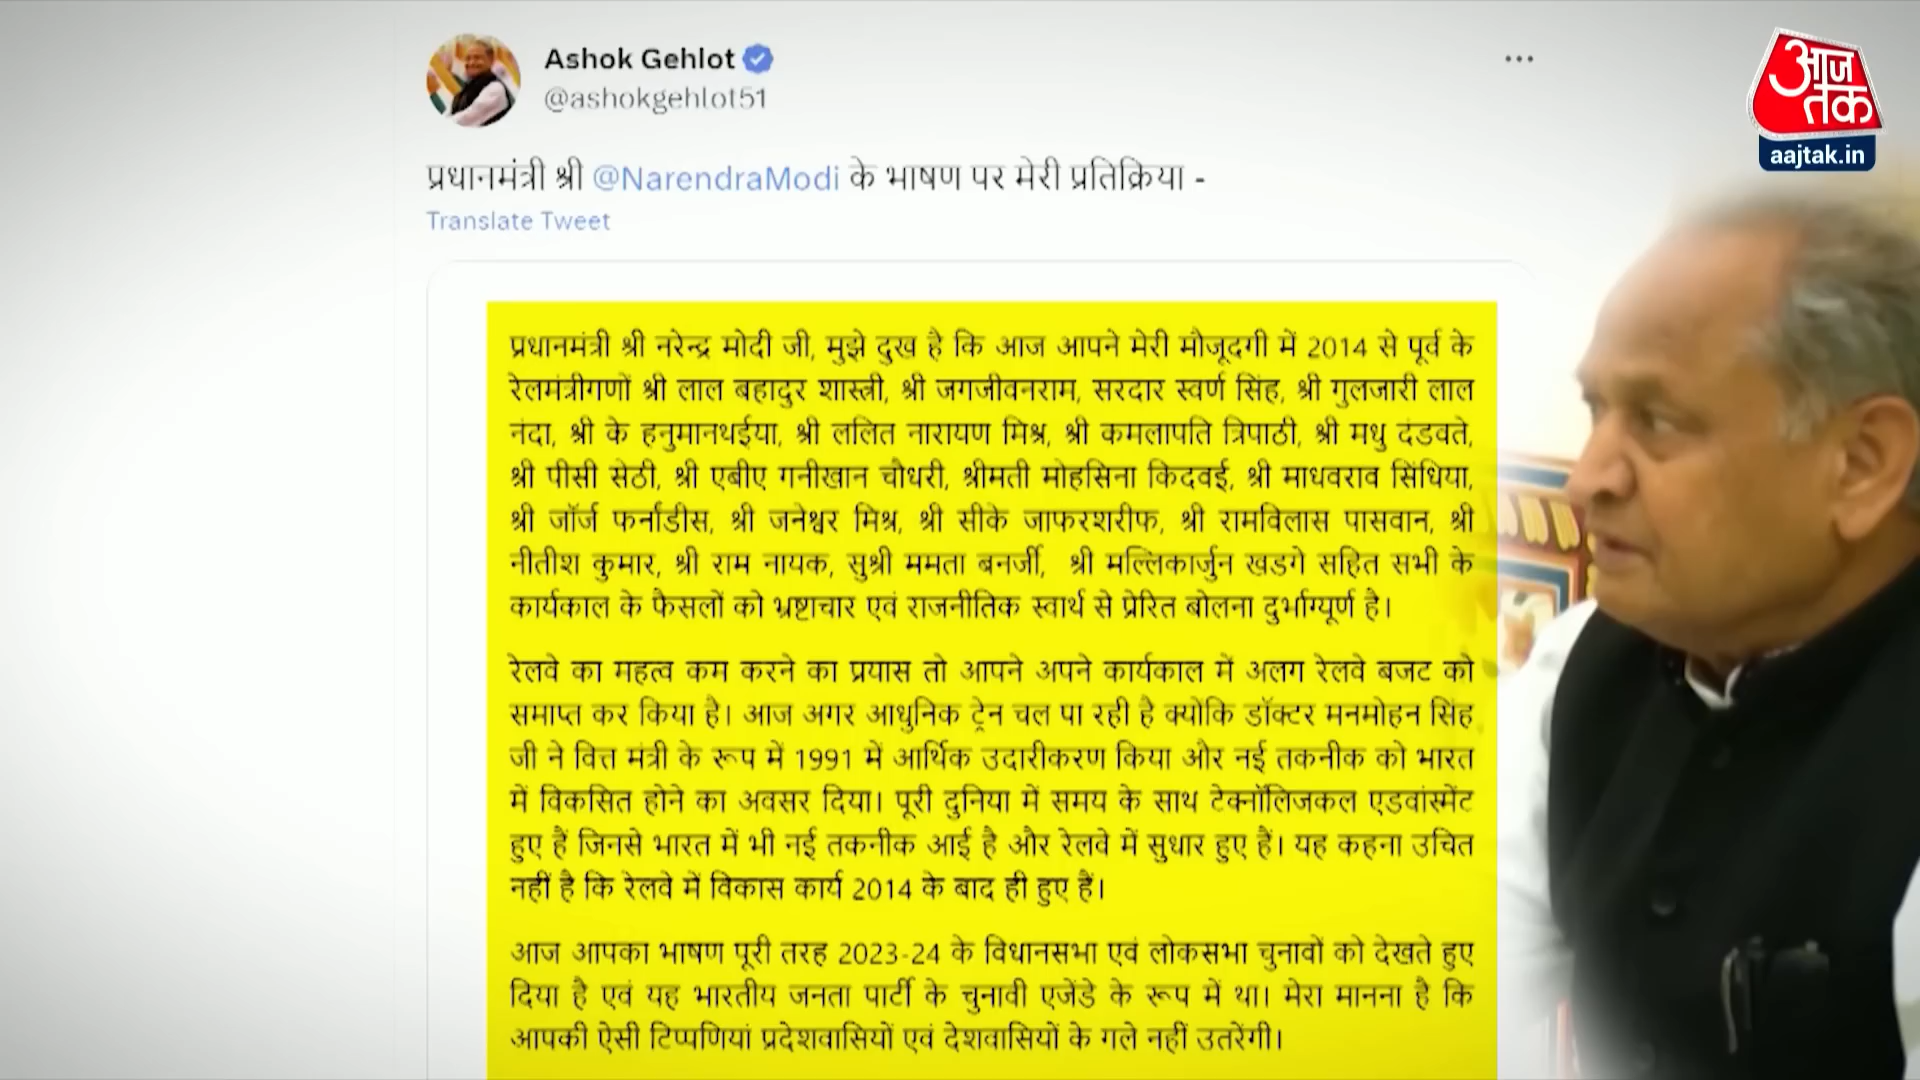 Ashok Gehlot
@ashokgehlot51
आज
तक
aajtak.in
प्रधानमंत्री श्री @NarendraModi के भाषण पर मेरी प्रतिक्रिया -
Translate Tweet
प्रधानमंत्री श्री नरेन्द्र मोदी जी, मुझे दुख है कि आज आपने मेरी मौजूदगी में 2014 से पूर्व के
रेलमंत्रीगणों श्री लाल बहादुर शास्त्री, श्री जगजीवनराम, सरदार स्वर्ण सिंह, श्री गुलजारी लाल
नंदा, श्री के हनुमानथईया, श्री ललित नारायण मिश्र, श्री कमलापति त्रिपाठी, श्री मधु दंडवते,
श्री पीसी सेठी, श्री एबीए गनीखान चौधरी, श्रीमती मोहसिना किदवई, श्री माधवराव सिंधिया,
श्री जॉर्ज फर्नांडीस, श्री जनेश्वर मिश्र, श्री सीके जाफरशरीफ, श्री रामविलास पासवान, श्री
नीतीश कुमार, श्री राम नायक, सुश्री ममता बनर्जी, श्री मल्लिकार्जुन खडगे सहित सभी के
कार्यकाल के फैसलों को भ्रष्टाचार एवं राजनीतिक स्वार्थ से प्रेरित बोलना दुर्भाग्यूर्ण है।
रेलवे का महत्व कम करने का प्रयास तो आपने अपने कार्यकाल में अलग रेलवे बजट को
समाप्त कर किया है। आज अगर आधुनिक ट्रेन चल पा रही है क्योंकि डॉक्टर मनमोहन सिंह
जी ने वित्त मंत्री के रूप में 1991 में आर्थिक उदारीकरण किया और नई तकनीक को भारत
में विकसित होने का अवसर दिया। पूरी दुनिया में समय के साथ टेक्नॉलिजकल एडवांस्मेंट
हुए हैं जिनसे भारत में भी नई तकनीक आई है और रेलवे में सुधार हुए हैं। यह कहना उचित
नहीं है कि रेलवे में विकास कार्य 2014 के बाद ही हुए हैं।
आज आपका भाषण पूरी तरह 2023-24 के विधानसभा एवं लोकसभा चुनावों को देखते हुए
दिया है एवं यह भारतीय जनता पार्टी के चुनावी एजेंडे के रूप में था। मेरा मानना है कि
आपकी ऐसी टिप्पणियां प्रदेशवासियों एवं देशवासियों के गले नहीं उतरेंगी।